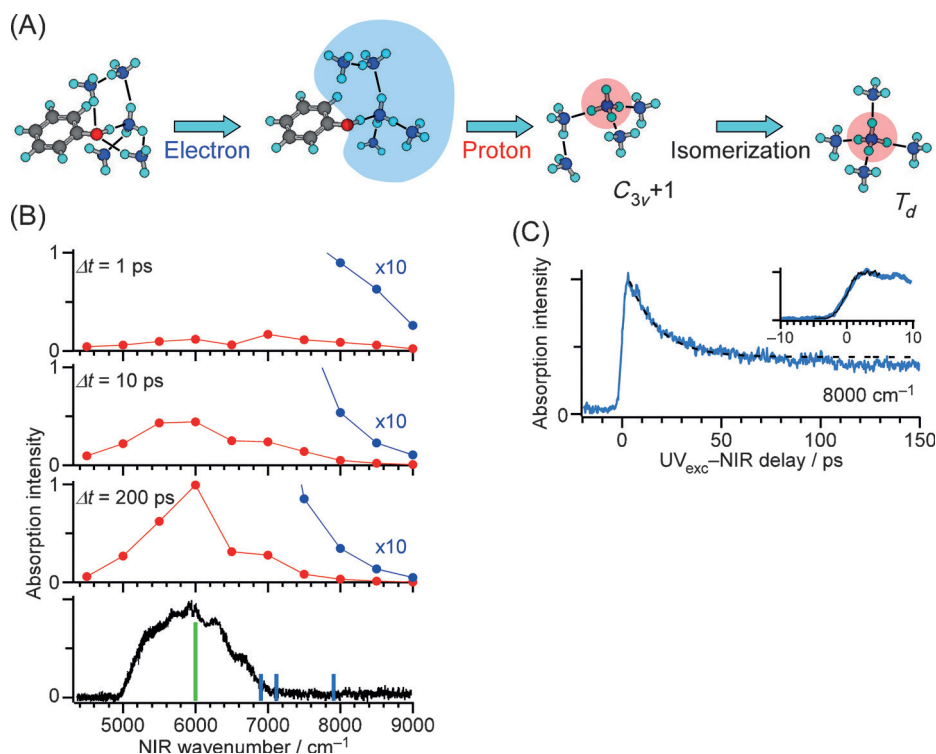 (A)
Electron
Proton
Isomerization
C3v+1
Td
(B)
Absorption intensity
1
Δt = 1 ps
x10
0
1
Δt = 10 ps
x10
0
1
Δt = 200 ps
x10
0
0
5000 6000 7000 8000 9000
NIR wavenumber / cm–1
(C)
Absorption intensity
0
–10 0 10
8000 cm–1
0 50 100 150
UVexc–NIR delay / ps